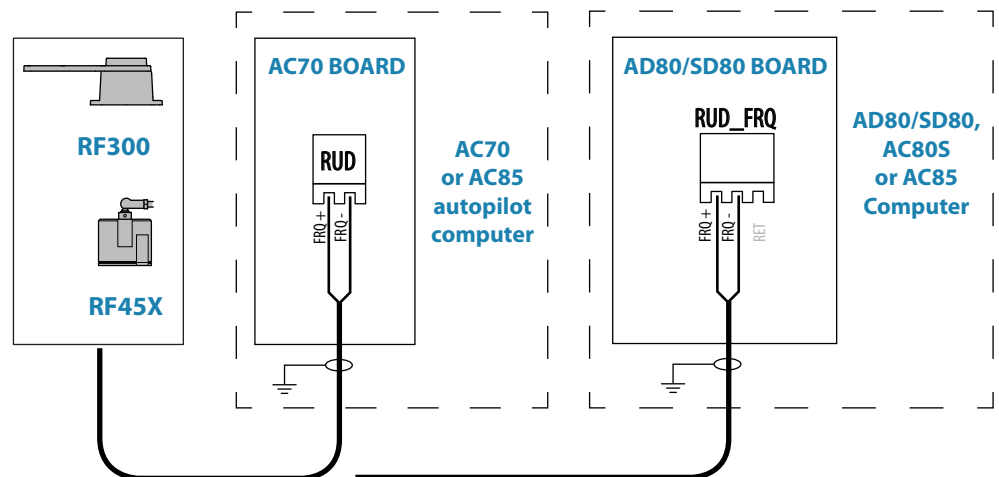 RF300
RF45X
AC70 BOARD
RUD
FRQ +
FRQ -
AC70
or AC85
autopilot
computer
AD80/SD80 BOARD
RUD_FRQ
FRQ +
FRQ -
RET
AD80/SD80,
AC80S
or AC85
Computer